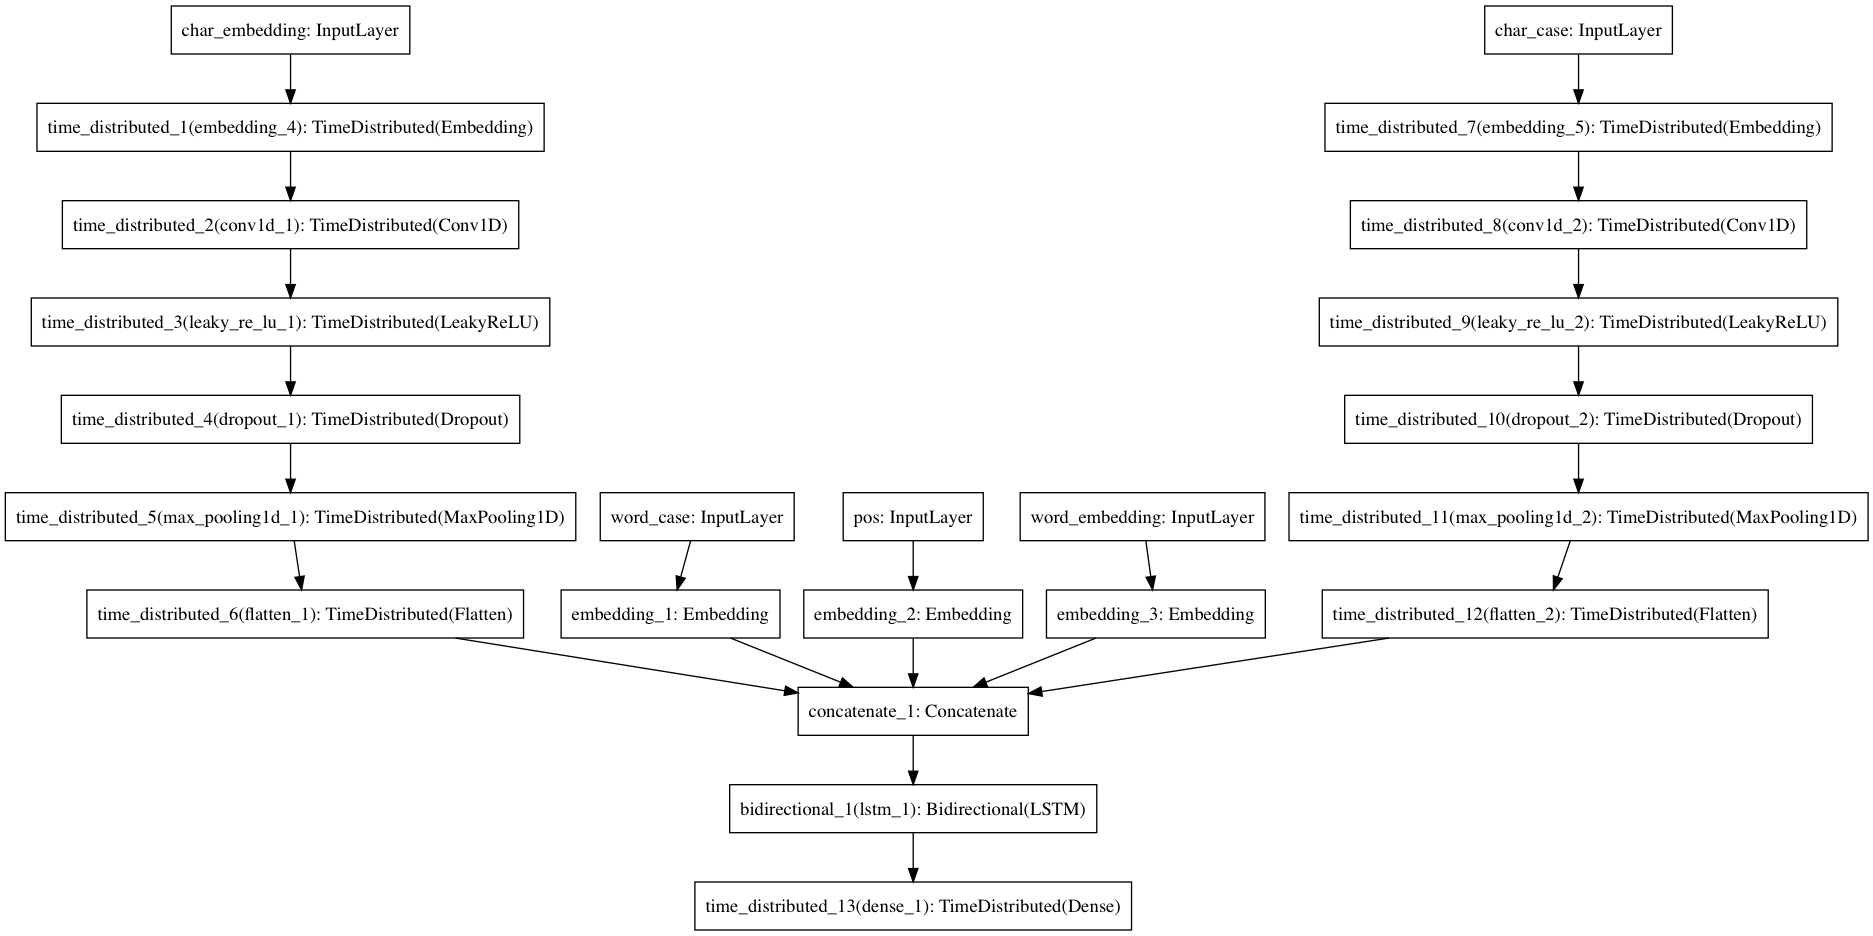 char_embedding: InputLayer
char_case: InputLayer
time_distributed_1(embedding_4): TimeDistributed(Embedding)
time_distributed_7(embedding_5): TimeDistributed(Embedding)
time_distributed_2(conv1d_1): TimeDistributed(Conv1D)
time_distributed_8(conv1d_2): TimeDistributed(Conv1D)
time_distributed_3(leaky_re_lu_1): TimeDistributed(LeakyReLU)
time_distributed_9(leaky_re_lu_2): TimeDistributed(LeakyReLU)
time_distributed_4(dropout_1): TimeDistributed(Dropout)
time_distributed_10(dropout_2): TimeDistributed(Dropout)
time_distributed_5(max_pooling1d_1): TimeDistributed(MaxPooling1D)
word_case: InputLayer
pos: InputLayer
word_embedding: InputLayer
time_distributed_11(max_pooling1d_2): TimeDistributed(MaxPooling1D)
time_distributed_6(flatten_1): TimeDistributed(Flatten)
embedding_1: Embedding
embedding_2: Embedding
embedding_3: Embedding
time_distributed_12(flatten_2): TimeDistributed(Flatten)
concatenate_1: Concatenate
bidirectional_1(lstm_1): Bidirectional(LSTM)
time_distributed_13(dense_1): TimeDistributed(Dense)